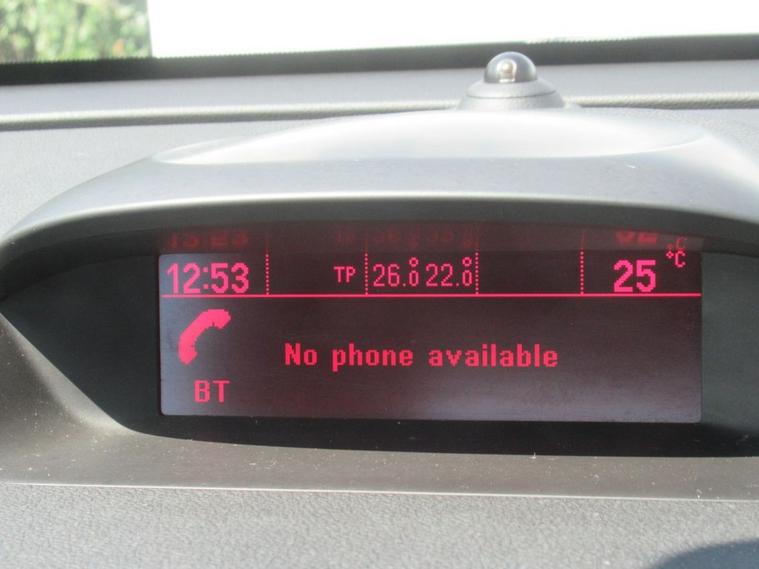 12:53 TP 26.0° 22.0° 25 °C
No phone available
BT